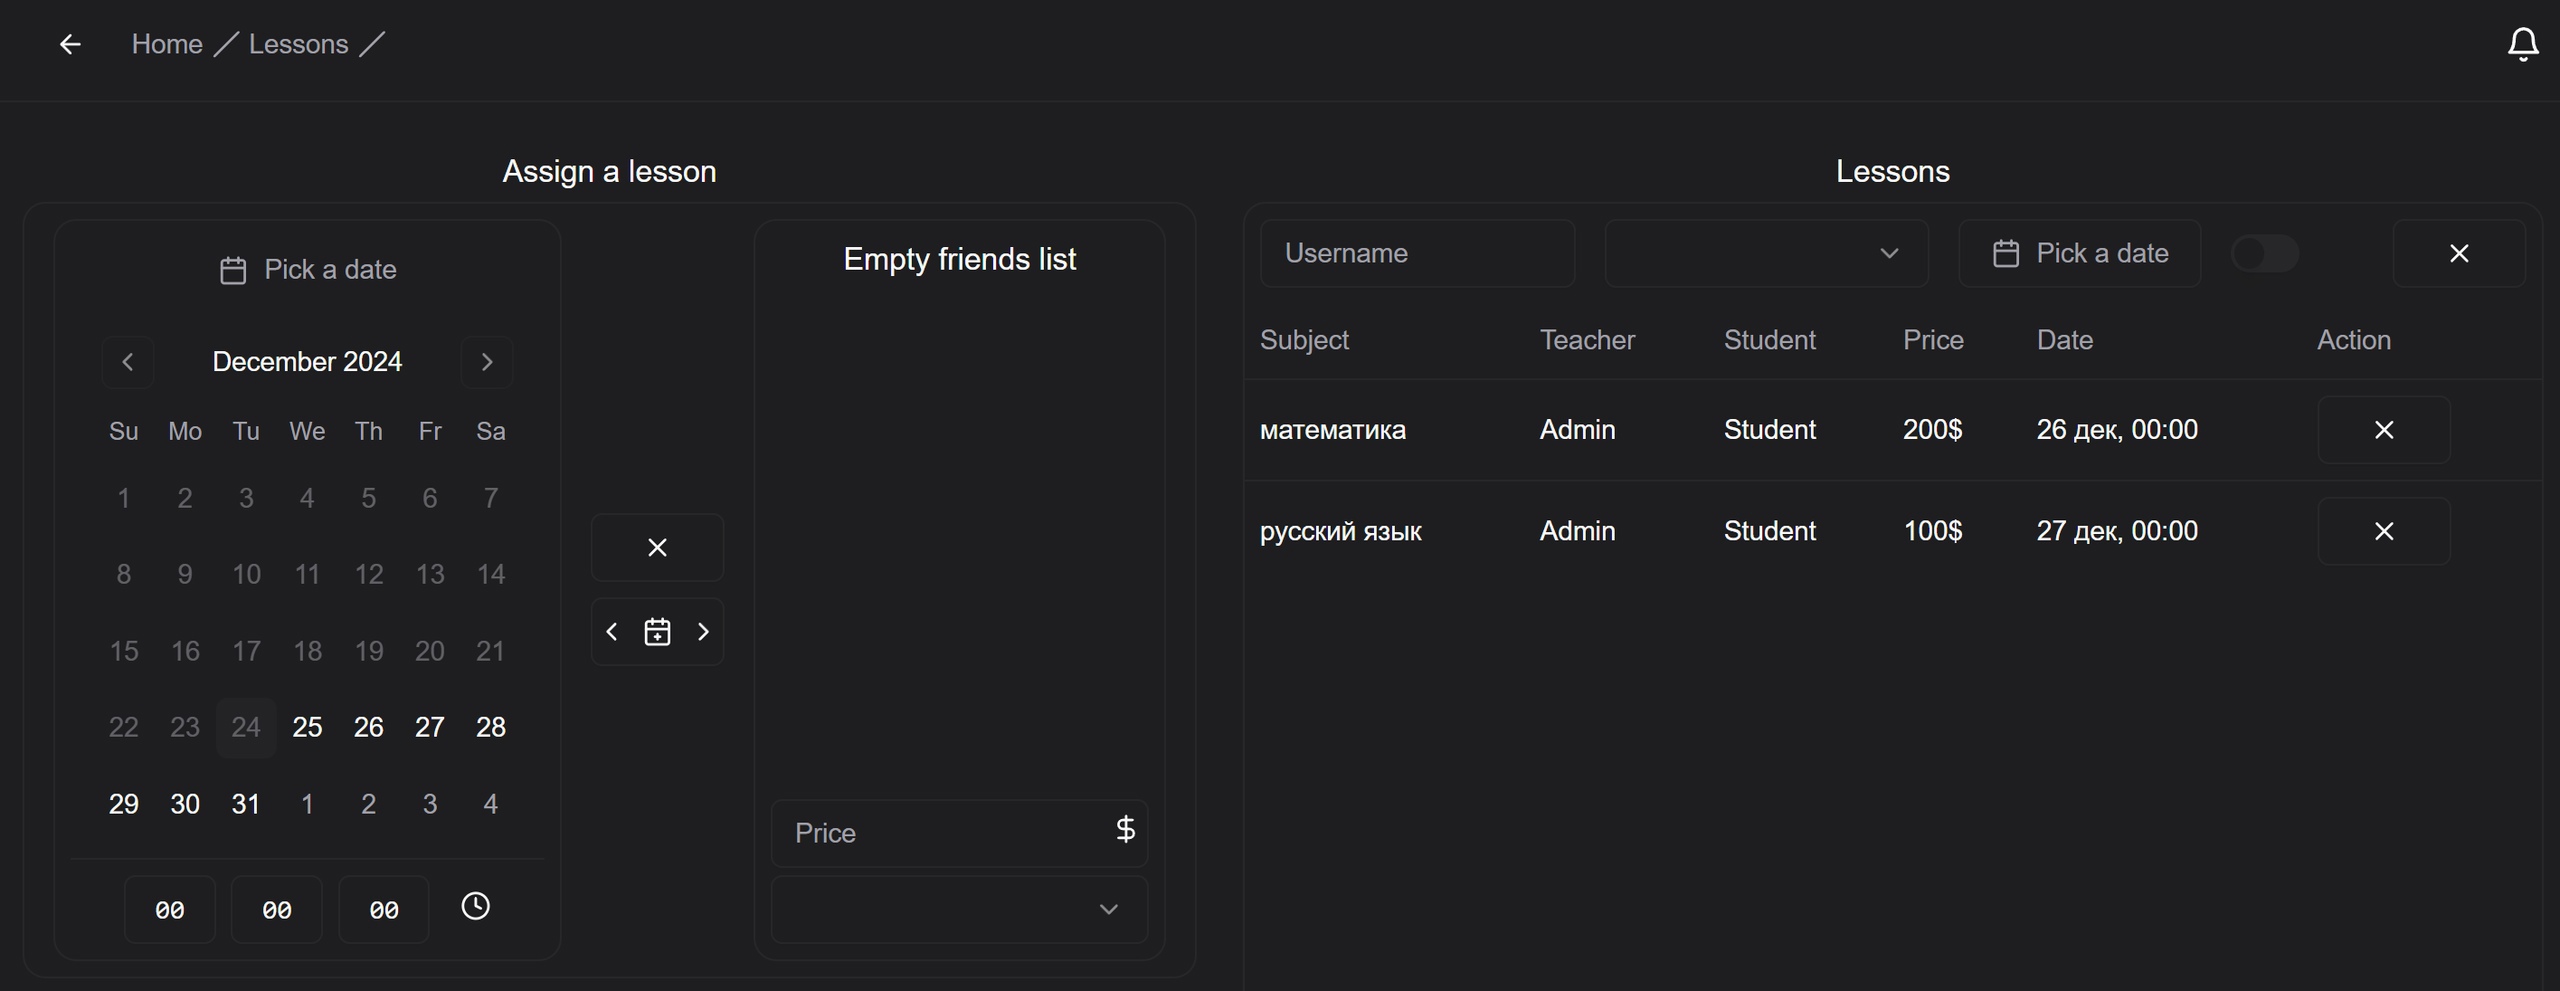 Home / Lessons /
Assign a lesson
Pick a date
December 2024
Su Mo Tu We Th Fr Sa
1 2 3 4 5 6 7
8 9 10 11 12 13 14
15 16 17 18 19 20 21
22 23 24 25 26 27 28
29 30 31 1 2 3 4
00 00 00
Empty friends list
Price $
Lessons
Username Pick a date
Subject Teacher Student Price Date Action
математика Admin Student 200$ 26 дек, 00:00
русский язык Admin Student 100$ 27 дек, 00:00